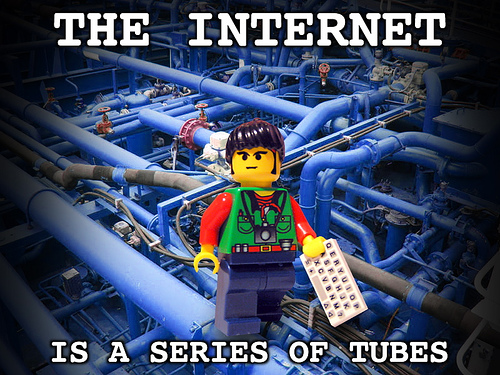 THE INTERNET
IS A SERIES OF TUBES